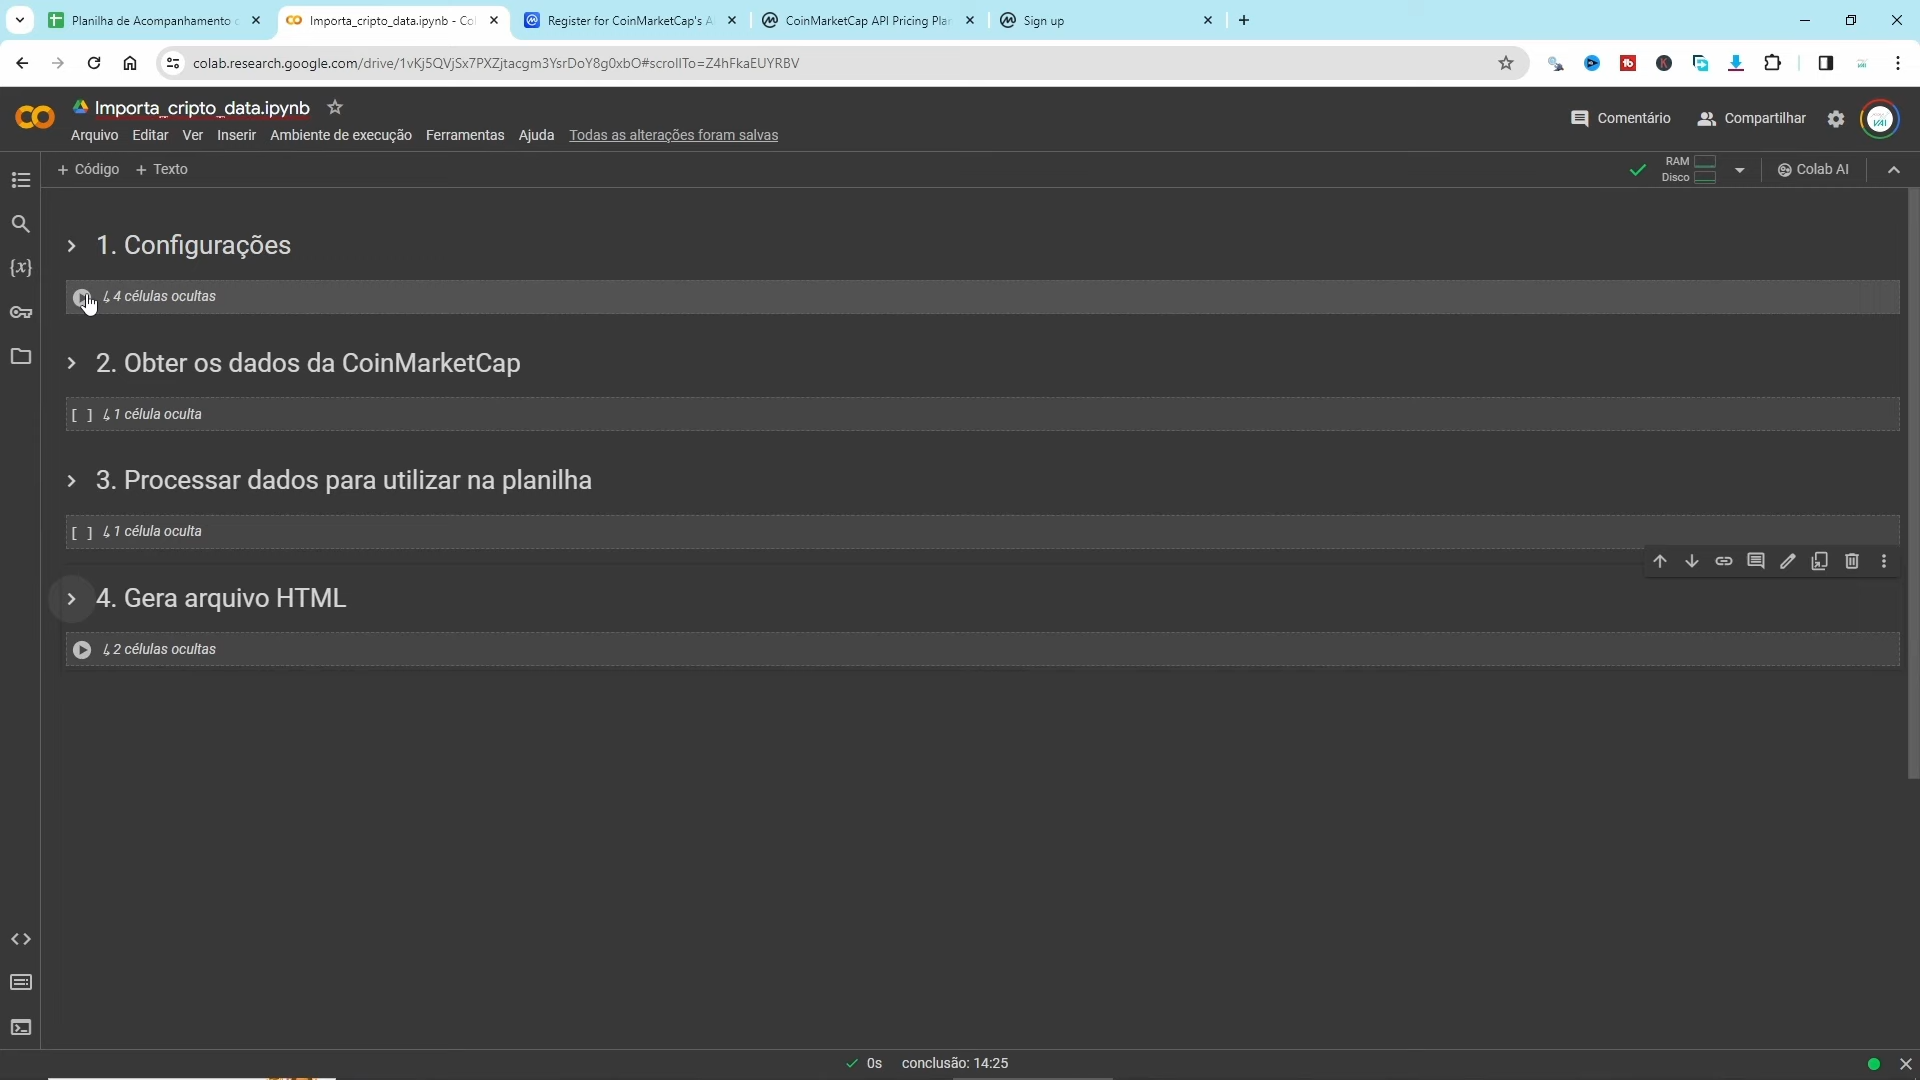 Planilha de Acompanhamento
Importa_cripto_data.ipynb - Co
Register for CoinMarketCap's A
CoinMarketCap API Pricing Plan
Sign up
colab.research.google.com/drive/1vKj5QVjSx7PXZjtacgm3YsrDoY8g0xbO#scrollTo=Z4hFkaEUYRBV
Importa_cripto_data.ipynb
Comentário
Compartilhar
Arquivo Editar Ver Inserir Ambiente de execução Ferramentas Ajuda Todas as alterações foram salvas
+ Código + Texto
RAM
Disco
Colab AI
1. Configurações
4 células ocultas
2. Obter os dados da CoinMarketCap
[ ] 1 célula oculta
3. Processar dados para utilizar na planilha
[ ] 1 célula oculta
4. Gera arquivo HTML
2 células ocultas
0s conclusão: 14:25